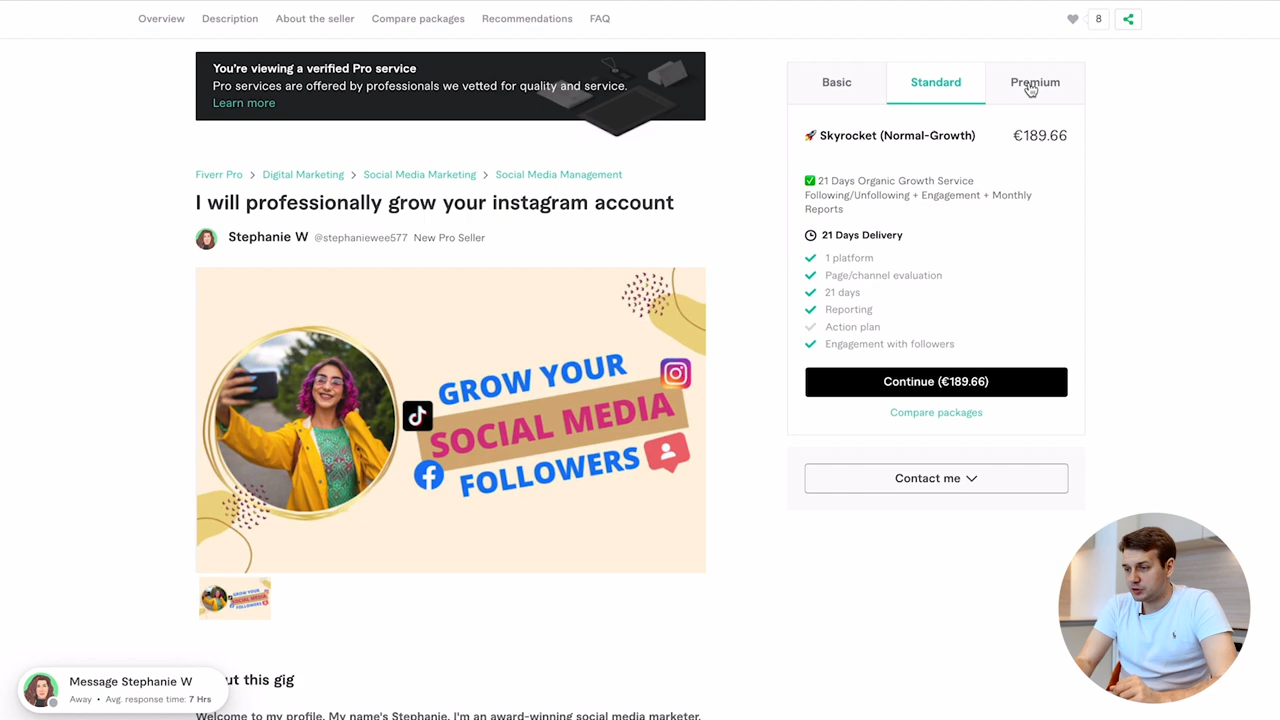 Overview Description About the seller Compare packages Recommendations FAQ 8
You're viewing a verified Pro service
Pro services are offered by professionals we vetted for quality and service.
Learn more
Fiverr Pro > Digital Marketing > Social Media Marketing > Social Media Management
I will professionally grow your instagram account
Stephanie W @stephaniewee577 New Pro Seller
GROW YOUR
SOCIAL MEDIA
FOLLOWERS
GROW YOUR
SOCIAL MEDIA
FOLLOWERS
Message Stephanie W
Away • Avg. response time: 7 Hrs
ut this gig
Welcome to my profile. My name's Stephanie. I'm an award-winning social media marketer.
Basic Standard Premium
🚀 Skyrocket (Normal-Growth) €189.66
✅ 21 Days Organic Growth Service
Following/Unfollowing + Engagement + Monthly
Reports
21 Days Delivery
1 platform
Page/channel evaluation
21 days
Reporting
Action plan
Engagement with followers
Continue (€189.66)
Compare packages
Contact me